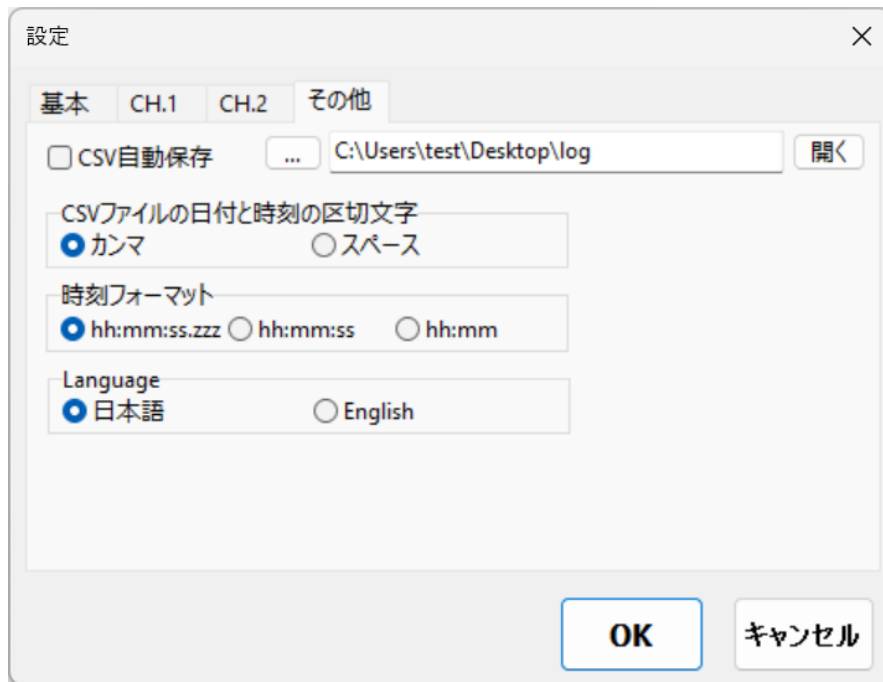 設定
基本 CH.1 CH.2 その他
CSV自動保存 ... C:\Users\test\Desktop\log 開く
CSVファイルの日付と時刻の区切文字
カンマ スペース
時刻フォーマット
hh:mm:ss.zzz hh:mm:ss hh:mm
Language
日本語 English
OK キャンセル